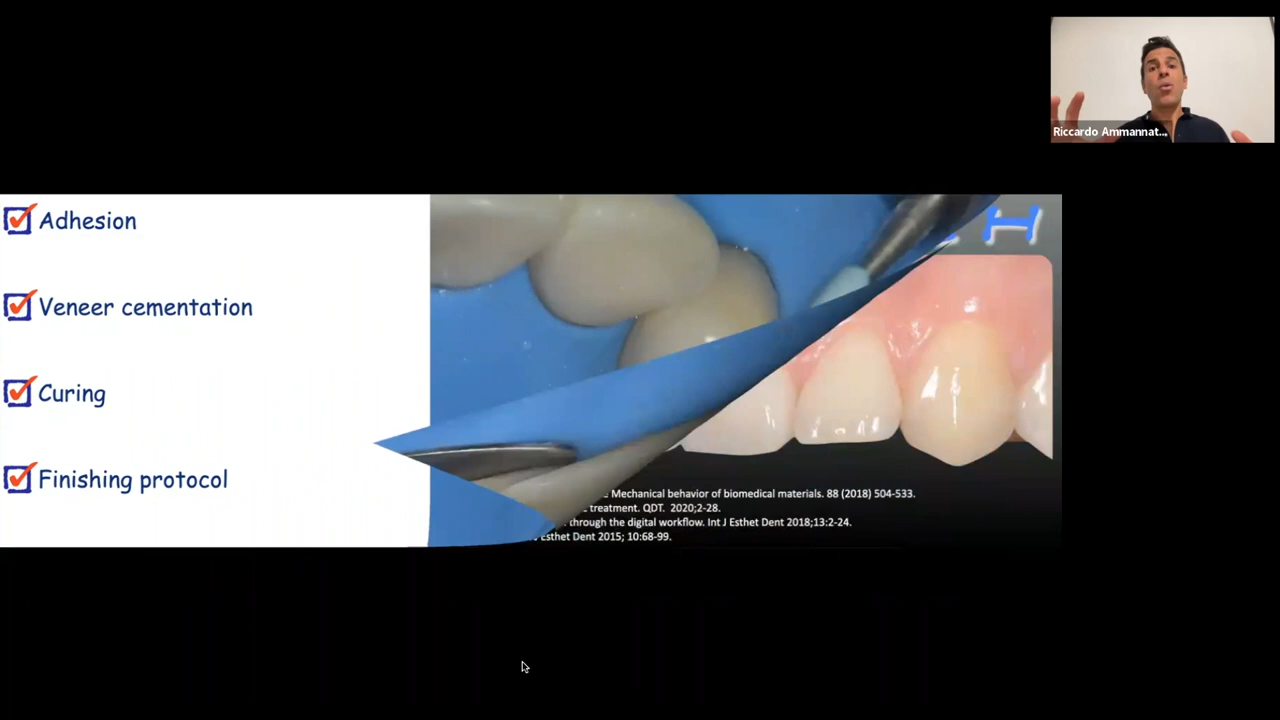 Riccardo Ammannat...
Adhesion
Veneer cementation
Curing
Finishing protocol
H
Mechanical behavior of biomedical materials. 88 (2018) 504-533.
treatment. QDT. 2020;2-28.
through the digital workflow. Int J Esthet Dent 2018;13:2-24.
Esthet Dent 2015; 10:68-99.